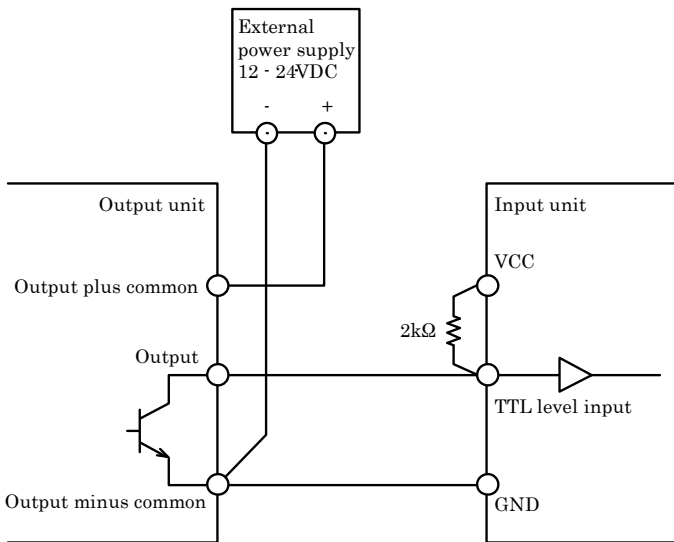 External
power supply
12 - 24VDC
- +
Output unit
Input unit
Output plus common
VCC
2kΩ
Output
TTL level input
Output minus common
GND